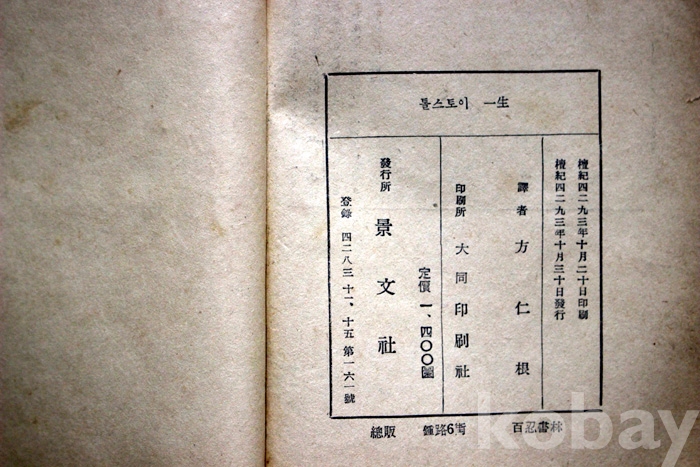 톨스토이 一生
檀紀四二九三年十月二十日印刷
檀紀四二九三年十月三十日發行
譯者 方仁根
印刷所 大同印刷社
定價 一、四〇〇圜
發行所 景文社
登錄 四二八三 十一、十五 第一六一號
總販 鍾路6街 百忍書林
kobay